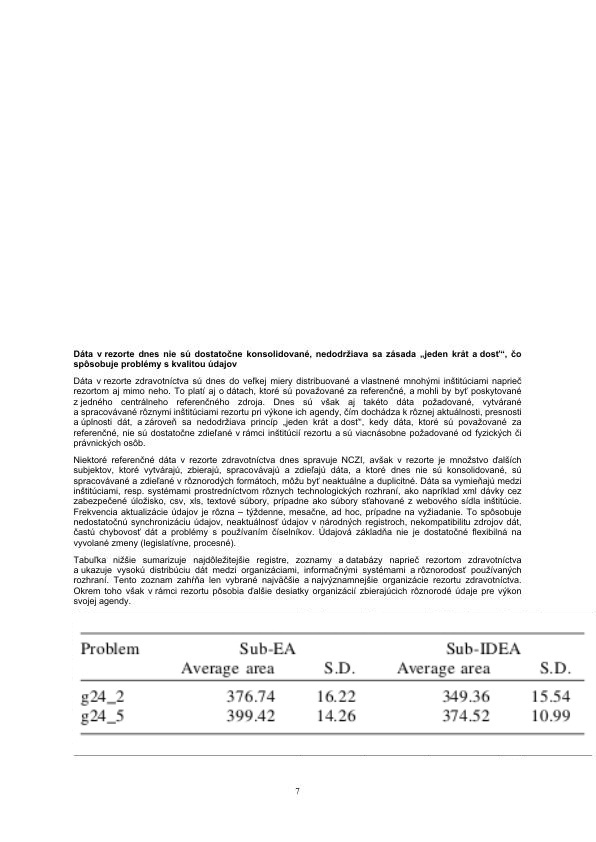 Dáta v rezorte dnes nie sú dostatočne konsolidované, nedodržiava sa zásada „jeden krát a dosť“, čo
spôsobuje problémy s kvalitou údajov
Dáta v rezorte zdravotníctva sú dnes do veľkej miery distribuované a vlastnené mnohými inštitúciami naprieč
rezortom aj mimo neho. To platí aj o dátach, ktoré sú považované za referenčné, a mohli by byť poskytované
z jedného centrálneho referenčného zdroja. Dnes sú však aj takéto dáta požadované, vytvárané
a spracovávané rôznymi inštitúciami rezortu pri výkone ich agendy, čím dochádza k rôznej aktuálnosti, presnosti
a úplnosti dát, a zároveň sa nedodržiava princíp „jeden krát a dosť“, kedy dáta, ktoré sú považované za
referenčné, nie sú dostatočne zdieľané v rámci inštitúcií rezortu a sú viacnásobne požadované od fyzických či
právnických osôb.
Niektoré referenčné dáta v rezorte zdravotníctva dnes spravuje NCZI, avšak v rezorte je množstvo ďalších
subjektov, ktoré vytvárajú, zbierajú, spracovávajú a zdieľajú dáta, a ktoré dnes nie sú konsolidované, sú
spracovávané a zdieľané v rôznorodých formátoch, môžu byť neaktuálne a duplicitné. Dáta sa vymieňajú medzi
inštitúciami, resp. systémami prostredníctvom rôznych technologických rozhraní, ako napríklad xml dávky cez
zabezpečené úložisko, csv, xls, textové súbory, prípadne ako súbory sťahované z webového sídla inštitúcie.
Frekvencia aktualizácie údajov je rôzna – týždenne, mesačne, ad hoc, prípadne na vyžiadanie. To spôsobuje
nedostatočnú synchronizáciu údajov, neaktuálnosť údajov v národných registroch, nekompatibilitu zdrojov dát,
častú chybovosť dát a problémy s používaním číselníkov. Údajová základňa nie je dostatočné flexibilná na
vyvolané zmeny (legislatívne, procesné).
Tabuľka nižšie sumarizuje najdôležitejšie registre, zoznamy a databázy naprieč rezortom zdravotníctva
a ukazuje vysokú distribúciu dát medzi organizáciami, informačnými systémami a rôznorodosť používaných
rozhraní. Tento zoznam zahŕňa len vybrané najväčšie a najvýznamnejšie organizácie rezortu zdravotníctva.
Okrem toho však v rámci rezortu pôsobia ďalšie desiatky organizácií zbierajúcich rôznorodé údaje pre výkon
svojej agendy.
Problem Sub-EA Sub-IDEA
Average area S.D. Average area S.D.
g24_2 376.74 16.22 349.36 15.54
g24_5 399.42 14.26 374.52 10.99
7